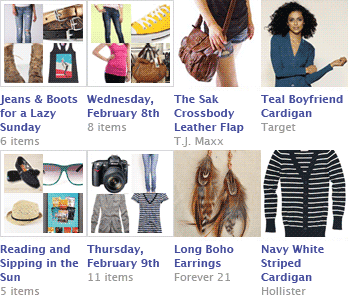 Jeans & Boots
for a Lazy
Sunday
6 items
Wednesday,
February 8th
8 items
The Sak
Crossbody
Leather Flap
T.J. Maxx
Teal Boyfriend
Cardigan
Target
Reading and
Sipping in the
Sun
5 items
Thursday,
February 9th
11 items
Long Boho
Earrings
Forever 21
Navy White
Striped
Cardigan
Hollister